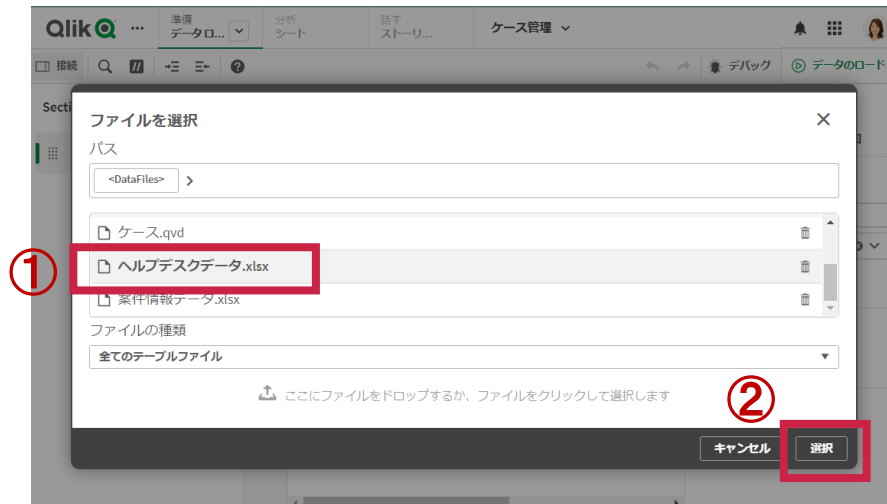 Qlik
準備
データロ...
分析
シート
話す
ストーリ...
ケース管理
接続
デバッグ
データのロード
Secti
ファイルを選択
パス
<DataFiles>
ケース.qvd
① ヘルプデスクデータ.xlsx
案件情報データ.xlsx
ファイルの種類
全てのテーブルファイル
ここにファイルをドロップするか、ファイルをクリックして選択します
②
キャンセル
選択